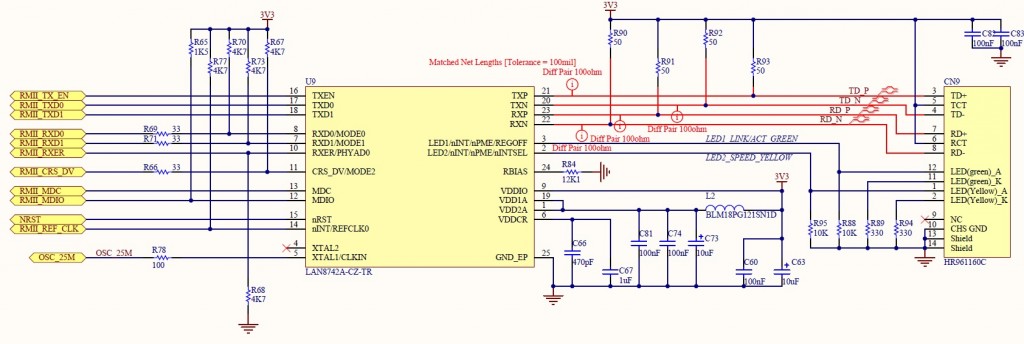 3V3
R65
1K5
R70
4K7
R67
4K7
R77
4K7
R73
4K7
3V3
R90
50
R91
50
R92
50
R93
50
C83
100nF
100nF
Matched Net Lengths [Tolerance = 100mil]
Diff Pair 100ohm
Diff Pair 100ohm
Diff Pair 100ohm
Diff Pair 100ohm
U9
CN9
RMII_TX_EN
16
TXEN
TXP
21
TD_P
3
TD+
RMII_TXD0
17
TXD0
TXN
20
TD_N
5
TCT
RMII_TXD1
18
TXD1
RXP
23
RD_P
4
TD-
RXN
22
RD_N
RMII_RXD0
R69
33
8
RXD0/MODE0
7
RD+
RMII_RXD1
R71
33
7
RXD1/MODE1
LED1/nINT/nPME/REGOFF
3
LED1_LINK/ACT_GREEN
6
RCT
RMII_RXER
10
RXER/PHYAD0
LED2/nINT/nPME/nINTSEL
2
LED2_SPEED_YELLOW
8
RD-
RMII_CRS_DV
R66
33
11
CRS_DV/MODE2
RBIAS
24
R84
12K1
12
LED(green)_A
11
LED(green)_K
RMII_MDC
13
MDC
VDDIO
9
3V3
1
LED(Yellow)_A
RMII_MDIO
12
MDIO
VDD1A
19
L2
2
LED(Yellow)_K
VDD2A
1
BLM18PG121SN1D
NRST
15
nRST
VDDCR
6
9
NC
RMII_REF_CLK
14
nINT/REFCLK0
10
CHS GND
13
Shield
14
Shield
HR961160C
R95
10K
R88
10K
R89
330
R94
330
4
XTAL2
OSC_25M
OSC_25M
R78
100
5
XTAL1/CLKIN
GND_EP
25
LAN8742A-CZ-TR
C66
470pF
C67
1uF
C81
100nF
C74
100nF
C73
10uF
C60
100nF
C63
10uF
R68
4K7